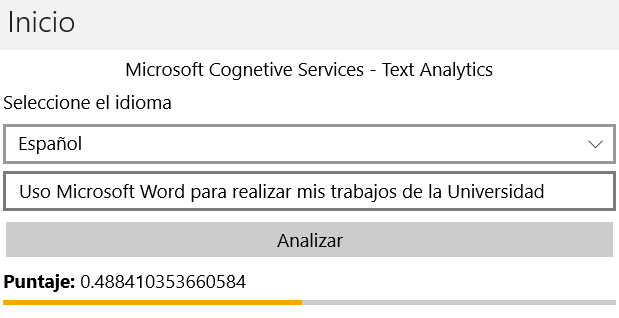 Inicio
Microsoft Cognetive Services - Text Analytics
Seleccione el idioma
Español
Uso Microsoft Word para realizar mis trabajos de la Universidad
Analizar
Puntaje: 0.488410353660584